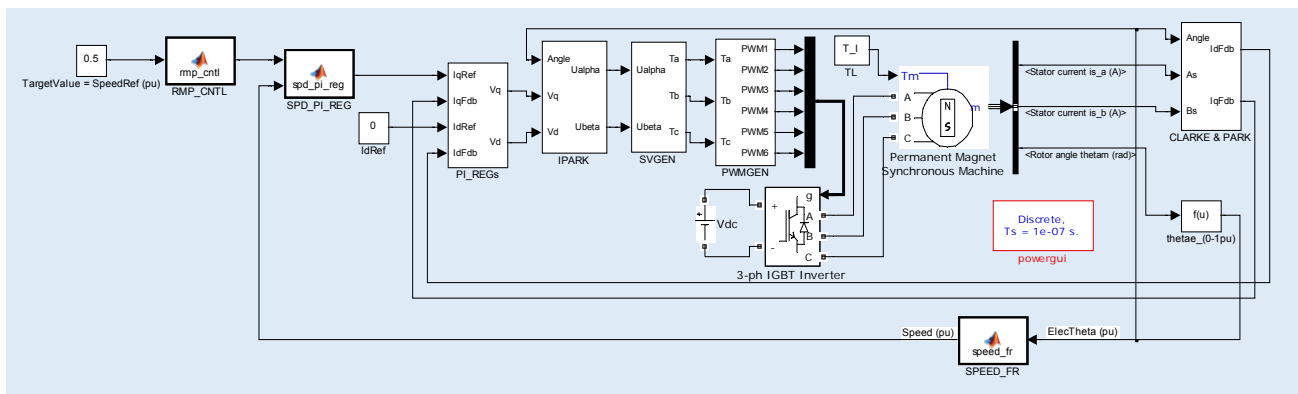 0.5
TargetValue = SpeedRef (pu)
rmp_cntl
RMP_CNTL
spd_pi_reg
SPD_PI_REG
0
IdRef
IqRef
IqFdb
IdRef
IdFdb
Vq
Vd
PI_REGs
Angle
Vq
Vd
Ualpha
Ubeta
IPARK
Ualpha
Ubeta
Ta
Tb
Tc
SVGEN
Ta
Tb
Tc
PWM1
PWM2
PWM3
PWM4
PWM5
PWM6
PWMGEN
T_l
TL
Tm
A
B
C
N
S
m
Permanent Magnet
Synchronous Machine
<Stator current is_a (A)>
<Stator current is_b (A)>
<Rotor angle thetam (rad)>
Angle
As
Bs
IdFdb
IqFdb
CLARKE & PARK
Vdc
+
-
g
A
B
C
3-ph IGBT Inverter
Discrete,
Ts = 1e-07 s.
powergui
f(u)
thetae_(0-1pu)
Speed (pu)
speed_fr
SPEED_FR
ElecTheta (pu)